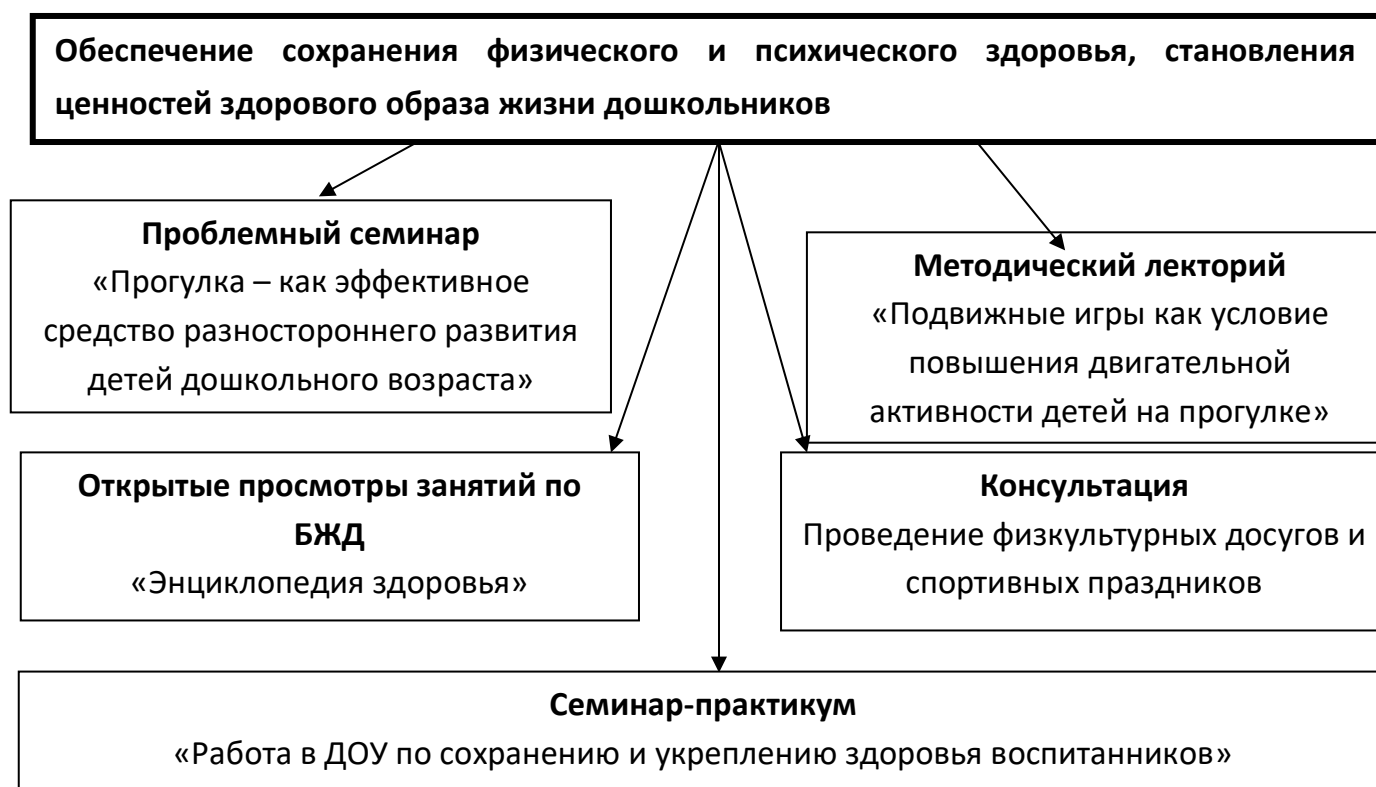 Обеспечение сохранения физического и психического здоровья, становления
ценностей здорового образа жизни дошкольников
Проблемный семинар
«Прогулка – как эффективное
средство разностороннего развития
детей дошкольного возраста»
Методический лекторий
«Подвижные игры как условие
повышения двигательной
активности детей на прогулке»
Открытые просмотры занятий по
БЖД
«Энциклопедия здоровья»
Консультация
Проведение физкультурных досугов и
спортивных праздников
Семинар-практикум
«Работа в ДОУ по сохранению и укреплению здоровья воспитанников»